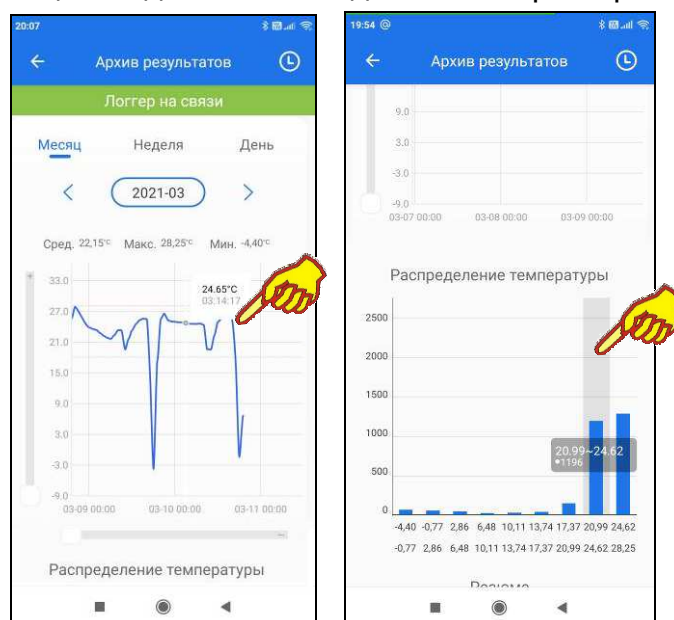 20:07
Архив результатов
Логгер на связи
Месяц Неделя День
2021-03
Сред. 22,15°C Макс. 28,25°C Мин. -4,40°C
33.0
24.65°C
03.14:17
27.0
21.0
15.0
9.0
3.0
-3.0
-9.0
03-09 00:00 03-10 00:00 03-11 00:00
Распределение температуры
19:54
Архив результатов
9.0
3.0
-3.0
-9.0
03-07 00:00 03-08 00:00 03-09 00:00
Распределение температуры
2500
2000
1500
1000
20.99~24.62
1196
500
0
-4,40 -0,77 2,86 6,48 10,11 13,74 17,37 20,99 24,62
-0,77 2,86 6,48 10,11 13,74 17,37 20,99 24,62 28,25